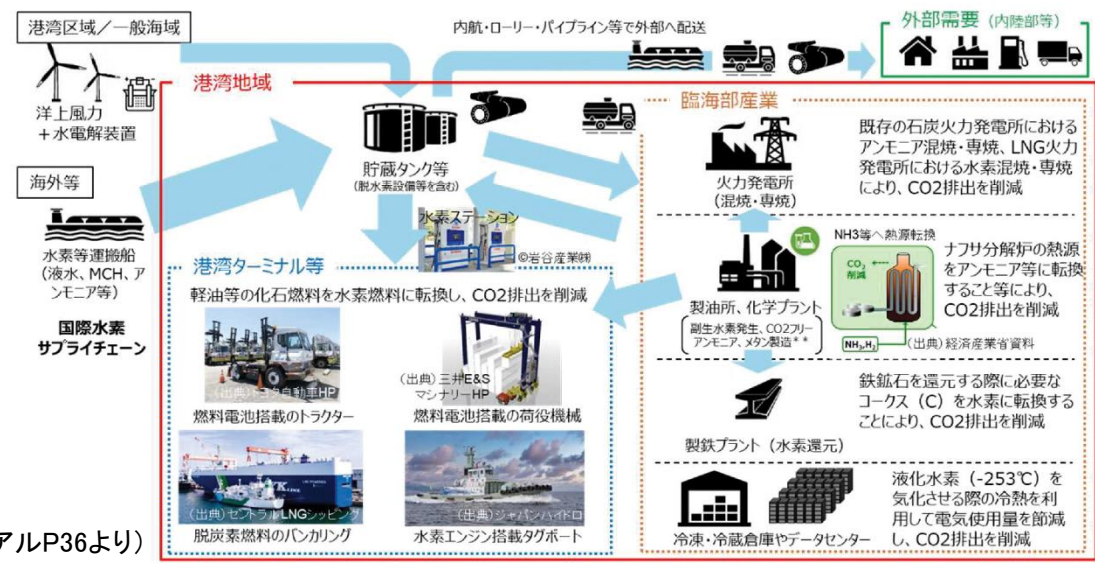 港湾区域／一般海域
洋上風力
＋水電解装置
海外等
水素等運搬船
（液水、MCH、ア
ンモニア等）
国際水素
サプライチェーン
アルP36より）
内航・ローリー・パイプライン等で外部へ配送
外部需要（内陸部等）
港湾地域
貯蔵タンク等
（脱水素設備等を含む）
水素ステーション
©岩谷産業㈱
港湾ターミナル等
軽油等の化石燃料を水素燃料に転換し、CO2排出を削減
（出典）トヨタ自動車HP
燃料電池搭載のトラクター
（出典）三井E&S
マシナリーHP
燃料電池搭載の荷役機械
（出典）セントラルLNGシッピング
脱炭素燃料のバンカリング
（出典）ジャパンハイドロ
水素エンジン搭載タグボート
臨海部産業
火力発電所
（混焼・専焼）
既存の石炭火力発電所における
アンモニア混焼・専焼、LNG火力
発電所における水素混焼・専焼
により、CO2排出を削減
製油所、化学プラント
副生水素発生、CO2フリー
アンモニア、メタン製造＊＊
NH3等へ熱源転換
CO₂
削減
NH₃,H₂
（出典）経済産業省資料
ナフサ分解炉の熱源
をアンモニア等に転換
すること等により、
CO2排出を削減
製鉄プラント（水素還元）
鉄鉱石を還元する際に必要な
コークス（C）を水素に転換する
ことにより、CO2排出を削減
冷凍・冷蔵倉庫やデータセンター
液化水素（-253℃）を
気化させる際の冷熱を利
用して電気使用量を節減
し、CO2排出を削減